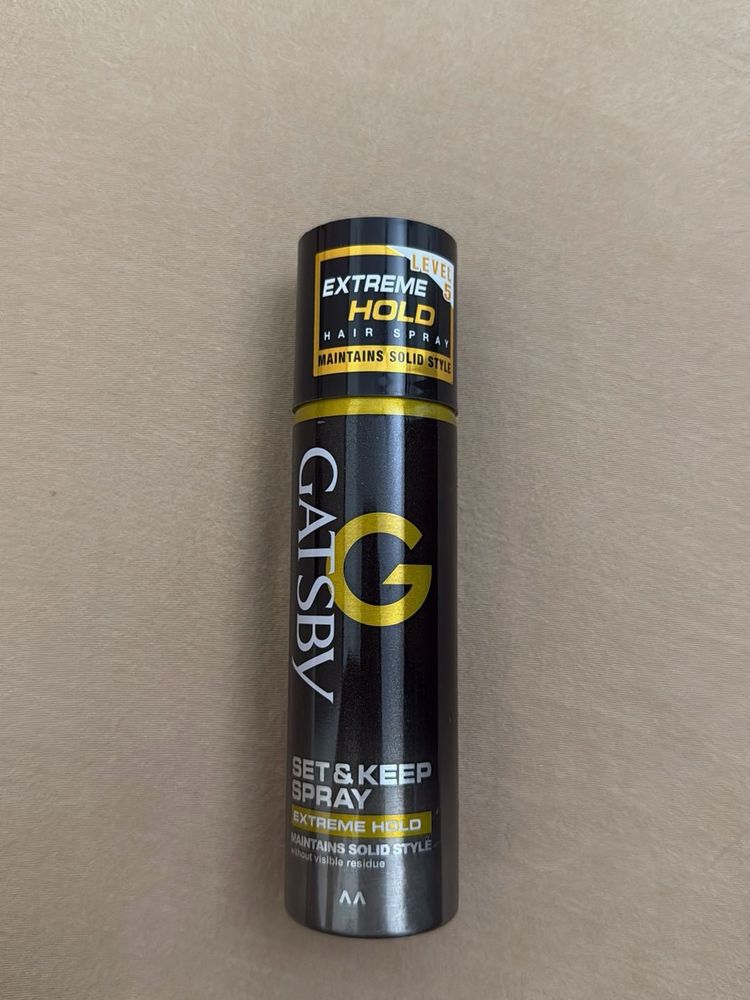 LEVEL
5
EXTREME
HOLD
HAIR SPRAY
MAINTAINS SOLID STYLE
GATSBY
G
SET & KEEP
SPRAY
EXTREME HOLD
MAINTAINS SOLID STYLE
without visible residue